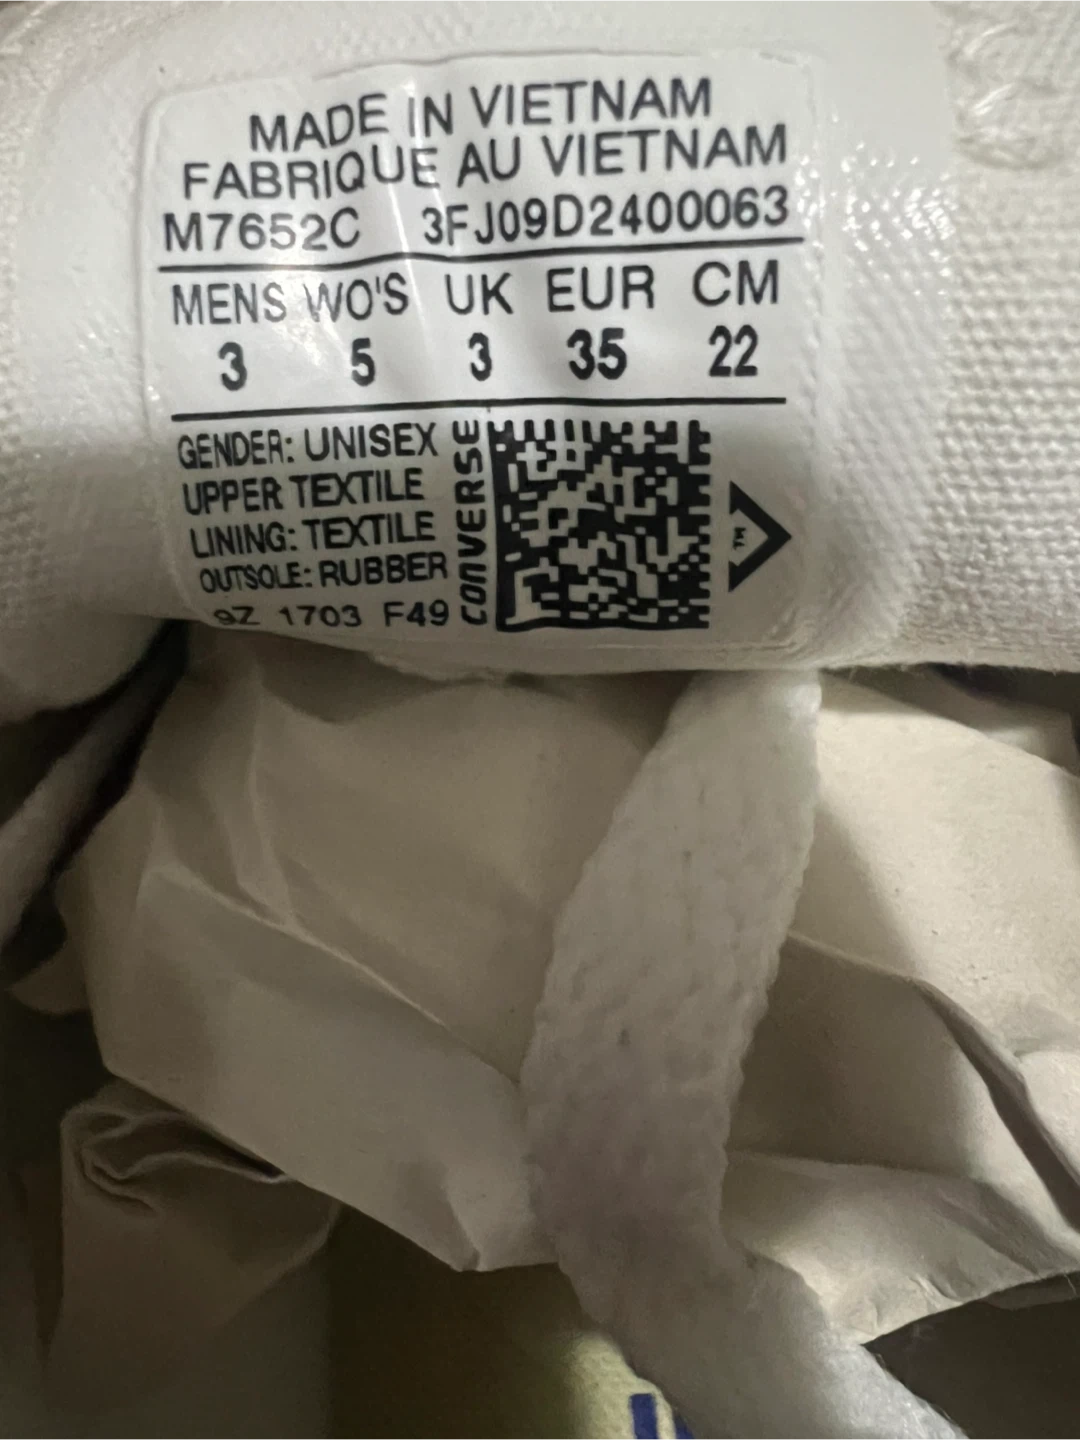 MADE IN VIETNAM
FABRIQUE AU VIETNAM
M7652C 3FJ09D2400063
MENS WO'S UK EUR CM
3 5 3 35 22
GENDER: UNISEX
UPPER TEXTILE
LINING: TEXTILE
OUTSOLE: RUBBER
9Z 1703 F49
CONVERSE
TM